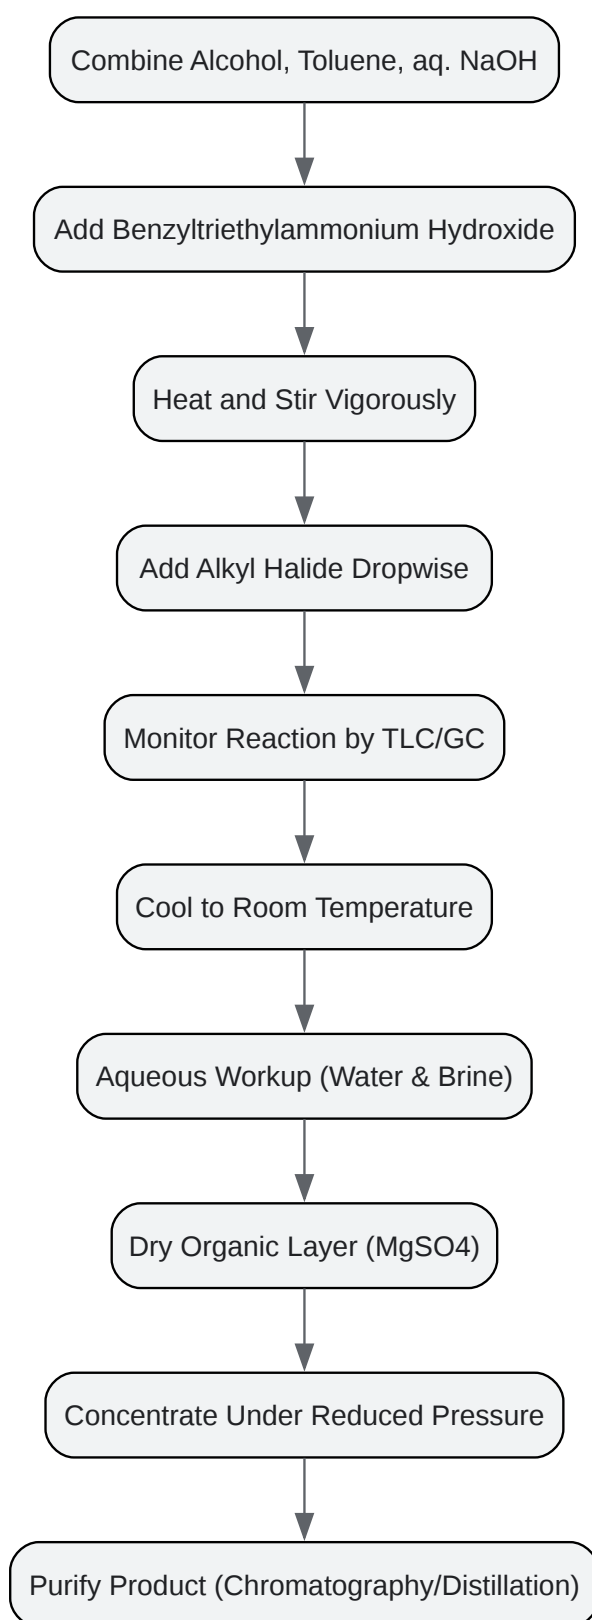 Combine Alcohol, Toluene, aq. NaOH
Add Benzyltriethylammonium Hydroxide
Heat and Stir Vigorously
Add Alkyl Halide Dropwise
Monitor Reaction by TLC/GC
Cool to Room Temperature
Aqueous Workup (Water & Brine)
Dry Organic Layer (MgSO4)
Concentrate Under Reduced Pressure
Purify Product (Chromatography/Distillation)